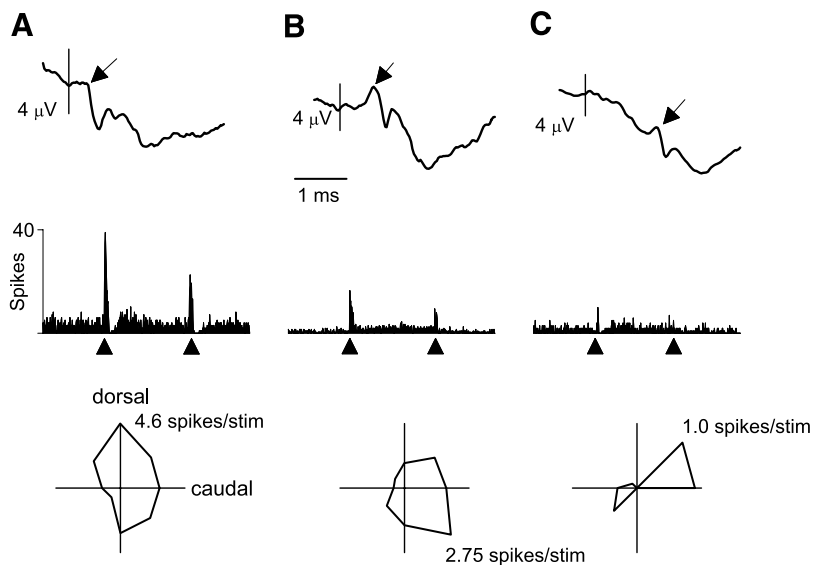 A
B
C
4 μV
4 μV
4 μV
1 ms
40
Spikes
dorsal
4.6 spikes/stim
caudal
2.75 spikes/stim
1.0 spikes/stim